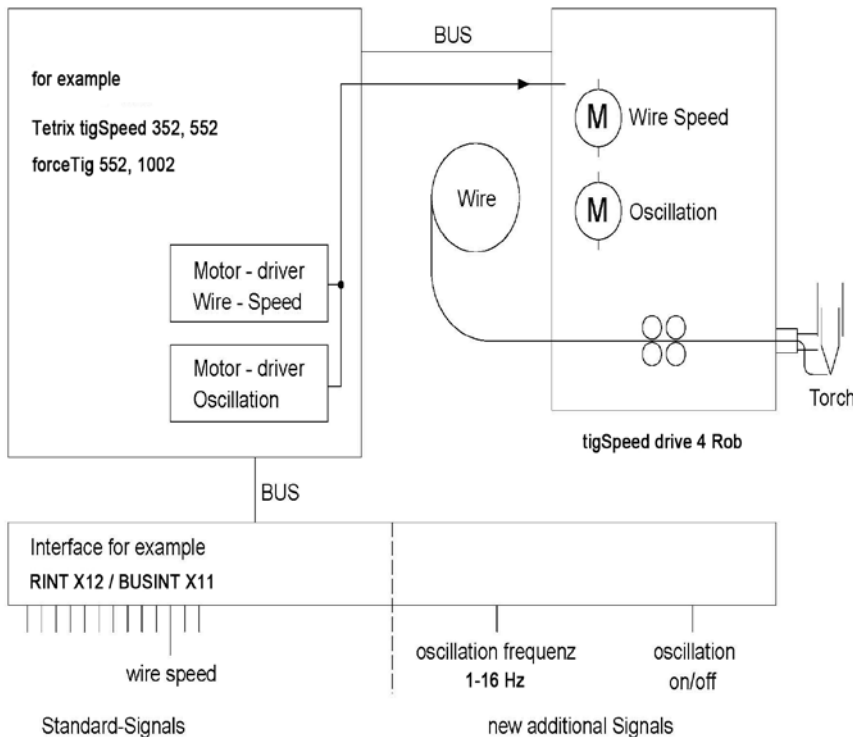 BUS
for example
Tetrix tigSpeed 352, 552
forceTig 552, 1002
M
Wire Speed
Wire
M
Oscillation
Motor - driver
Wire - Speed
Motor - driver
Oscillation
Torch
tigSpeed drive 4 Rob
BUS
Interface for example
RINT X12 / BUSINT X11
wire speed
oscillation frequenz
1-16 Hz
oscillation
on/off
Standard-Signals
new additional Signals